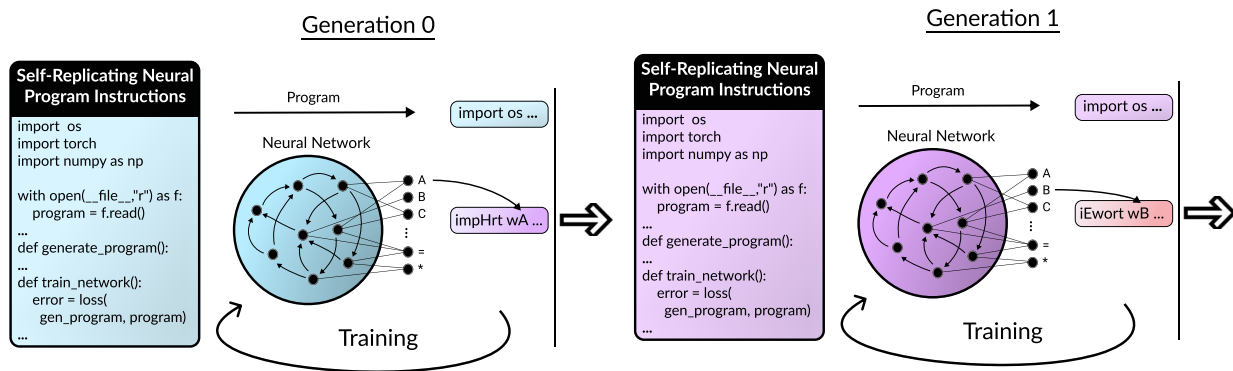 Generation 0
Self-Replicating Neural
Program Instructions
import os
import torch
import numpy as np
with open(__file__,"r") as f:
program = f.read()
...
def generate_program():
...
def train_network():
error = loss(
gen_program, program)
...
Program
import os ...
Neural Network
A
B
C
⋮
=
*
impHrt wA ...
Training
Generation 1
Self-Replicating Neural
Program Instructions
import os
import torch
import numpy as np
with open(__file__,"r") as f:
program = f.read()
...
def generate_program():
...
def train_network():
error = loss(
gen_program, program)
...
Program
import os ...
Neural Network
A
B
C
⋮
=
*
iEwort wB ...
Training